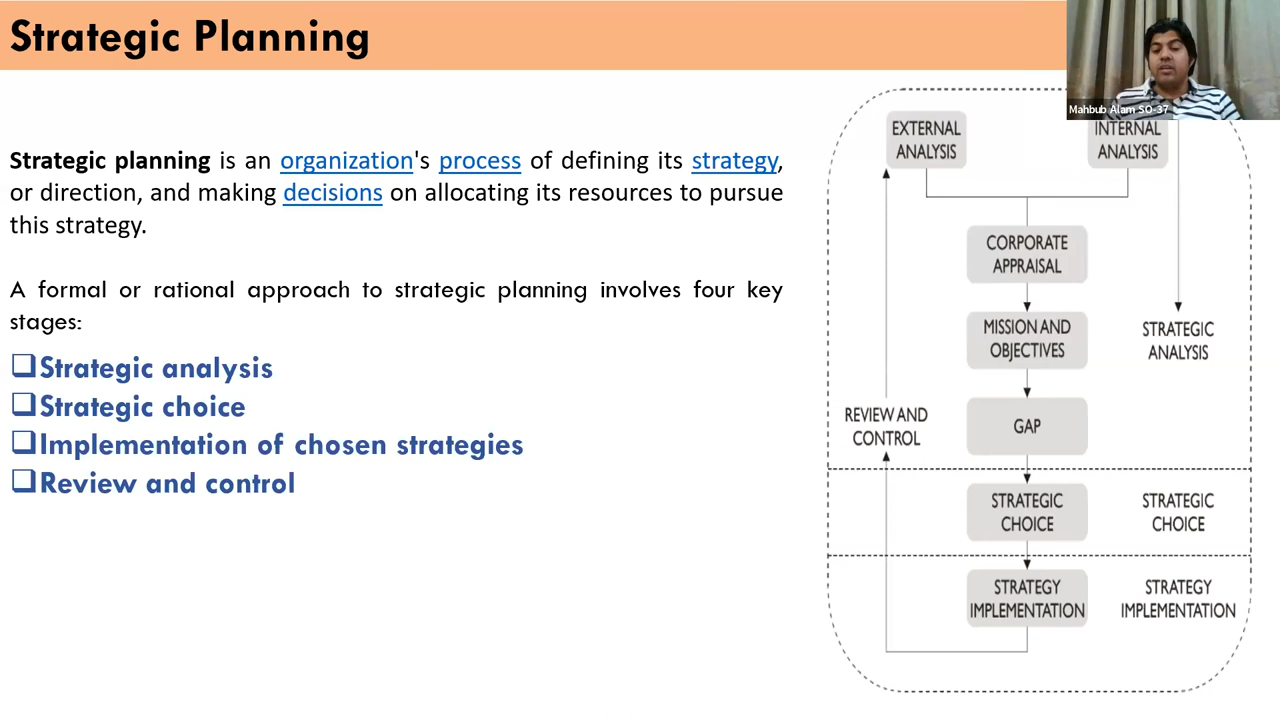 Strategic Planning
Mahbub Alam SO-37
Strategic planning is an organization's process of defining its strategy,
or direction, and making decisions on allocating its resources to pursue
this strategy.
A formal or rational approach to strategic planning involves four key
stages:
Strategic analysis
Strategic choice
Implementation of chosen strategies
Review and control
EXTERNAL
ANALYSIS
INTERNAL
ANALYSIS
CORPORATE
APPRAISAL
MISSION AND
OBJECTIVES
STRATEGIC
ANALYSIS
REVIEW AND
CONTROL
GAP
STRATEGIC
CHOICE
STRATEGIC
CHOICE
STRATEGY
IMPLEMENTATION
STRATEGY
IMPLEMENTATION